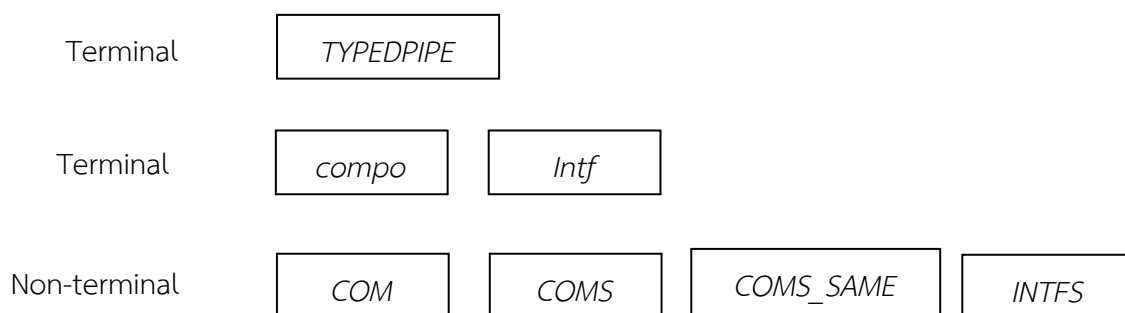 Terminal TYPEDPIPE
Terminal compo Intf
Non-terminal COM COMS COMS_SAME INTFS